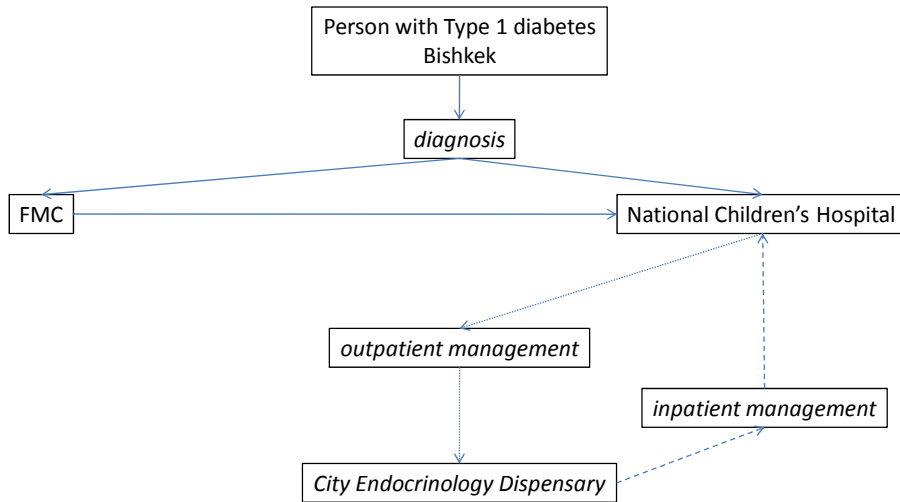 Person with Type 1 diabetes
Bishkek
diagnosis
FMC
National Children’s Hospital
outpatient management
inpatient management
City Endocrinology Dispensary